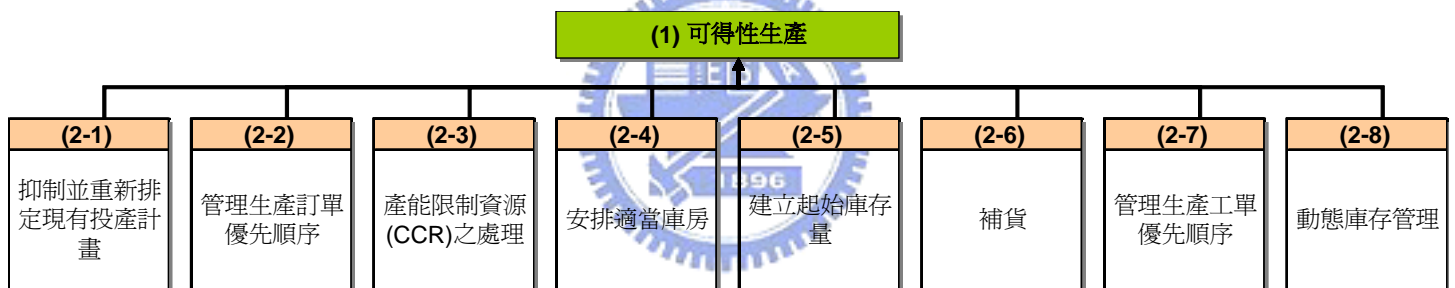 (1) 可得性生產
(2-1)
抑制並重新排
定現有投產計
畫
(2-2)
管理生產訂單
優先順序
(2-3)
產能限制資源
(CCR)之處理
(2-4)
安排適當庫房
(2-5)
建立起始庫存
量
(2-6)
補貨
(2-7)
管理生產工單
優先順序
(2-8)
動態庫存管理
1896